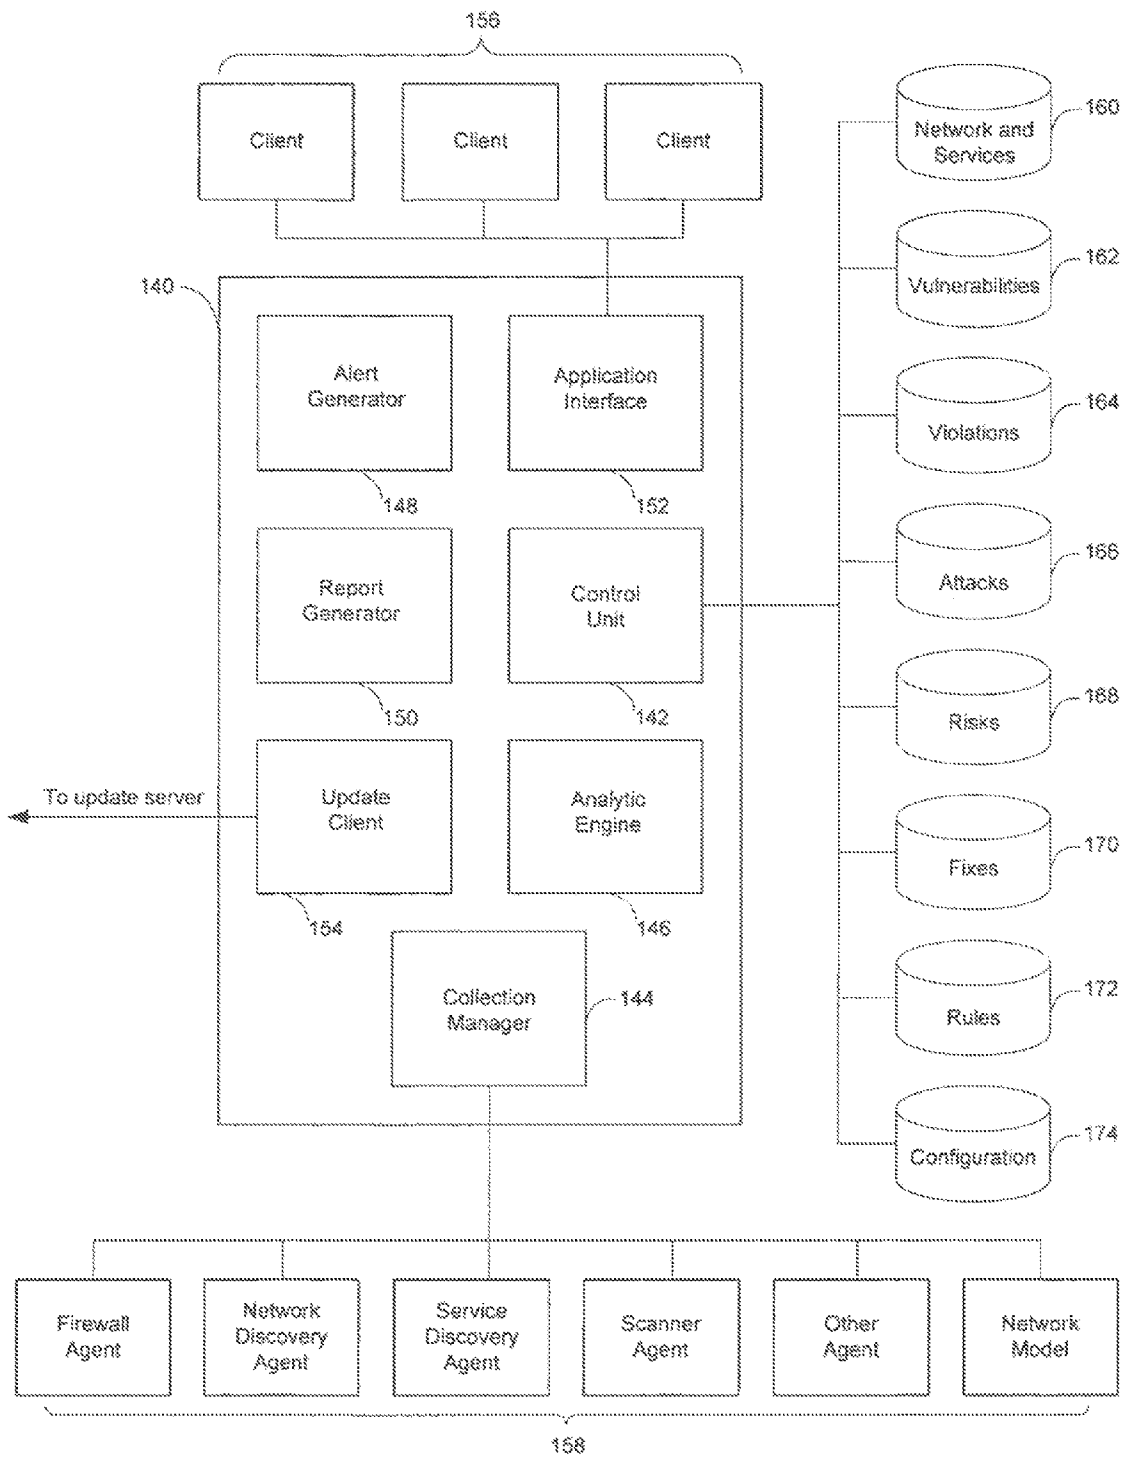 156
Client
Client
Client
140
Alert
Generator
148
Application
Interface
152
Report
Generator
150
Control
Unit
142
To update server
Update
Client
154
Analytic
Engine
146
Collection
Manager
144
Network and
Services
160
Vulnerabilities
162
Violations
164
Attacks
166
Risks
168
Fixes
170
Rules
172
Configuration
174
Firewall
Agent
Network
Discovery
Agent
Service
Discovery
Agent
Scanner
Agent
Other
Agent
Network
Model
158